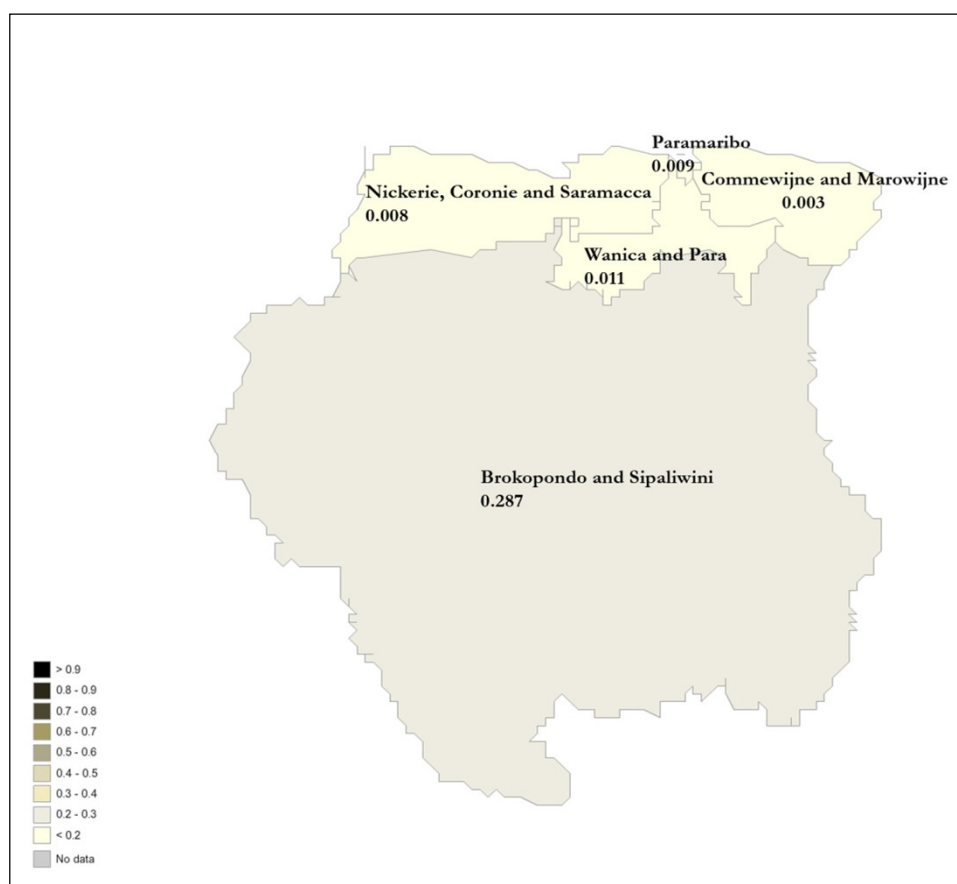 Paramaribo
0.009
Commewijne and Marowijne
0.003
Nickerie, Coronie and Saramacca
0.008
Wanica and Para
0.011
Brokopondo and Sipaliwini
0.287
> 0.9
0.8 - 0.9
0.7 - 0.8
0.6 - 0.7
0.5 - 0.6
0.4 - 0.5
0.3 - 0.4
0.2 - 0.3
< 0.2
No data